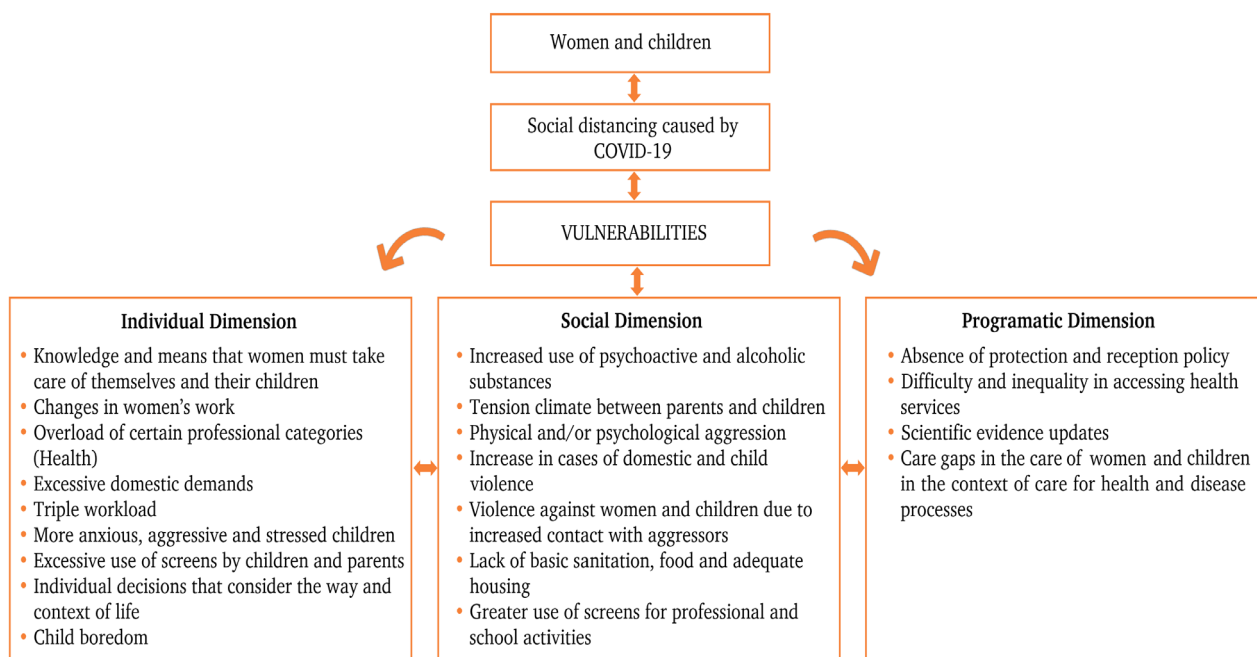 Women and children
Social distancing caused by
COVID-19
VULNERABILITIES
Individual Dimension
• Knowledge and means that women must take
care of themselves and their children
• Changes in women's work
• Overload of certain professional categories
(Health)
• Excessive domestic demands
• Triple workload
• More anxious, aggressive and stressed children
• Excessive use of screens by children and parents
• Individual decisions that consider the way and
context of life
• Child boredom
Social Dimension
• Increased use of psychoactive and alcoholic
substances
• Tension climate between parents and children
• Physical and/or psychological aggression
• Increase in cases of domestic and child
violence
• Violence against women and children due to
increased contact with aggressors
• Lack of basic sanitation, food and adequate
housing
• Greater use of screens for professional and
school activities
Programatic Dimension
• Absence of protection and reception policy
• Difficulty and inequality in accessing health
services
• Scientific evidence updates
• Care gaps in the care of women and children
in the context of care for health and disease
processes